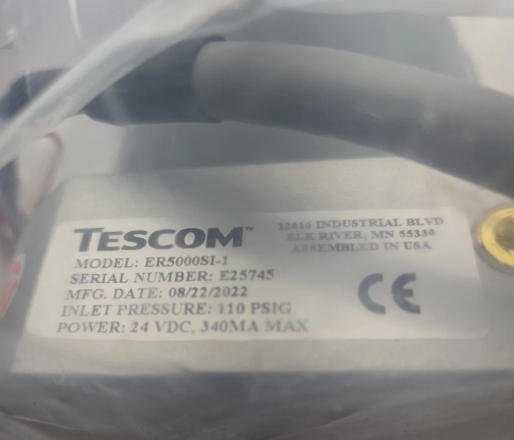 TESCOM™
12616 INDUSTRIAL BLVD
ELK RIVER, MN 55330
ASSEMBLED IN USA
MODEL: ER5000SI-1
SERIAL NUMBER: E25745
MFG. DATE: 08/22/2022
INLET PRESSURE: 110 PSIG
POWER: 24 VDC, 340MA MAX
CE